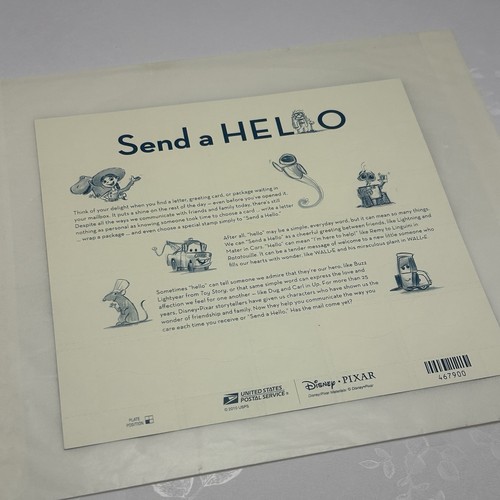 Send a HELLO
Think of your delight when you find a letter, greeting card, or package waiting in
your mailbox. It puts a shine on the rest of the day – even before you've opened it.
Despite all the ways we communicate with friends and family today, there's still
nothing as personal as knowing someone took time to choose a card ... write a letter
... wrap a package ... and even choose a special stamp simply to "Send a Hello."
After all, "hello" may be a simple, everyday word, but it can mean so many things.
We can "Send a Hello" as a cheerful greeting between friends, like Lightning and
Mater in Cars. "Hello" can mean "I'm here to help!" like Remy to Linguini in
Ratatouille. It can be a tender message of welcome to a new little someone who
fills our hearts with wonder, like WALL•E and his miraculous plant in WALL•E.
Sometimes "hello" can tell someone we admire that they're our hero, like Buzz
Lightyear from Toy Story, or that same simple word can express the love and
affection we feel for one another – like Dug and Carl in Up. For more than 25
years, Disney•Pixar storytellers have given us characters who have shown us the
wonder of friendship and family. Now they help you communicate the way you
care each time you receive or "Send a Hello." Has the mail come yet?
PLATE
POSITION
UNITED STATES
POSTAL SERVICE®
© 2010 USPS
Disney • PIXAR
Disney/Pixar Materials: © Disney/Pixar
467900